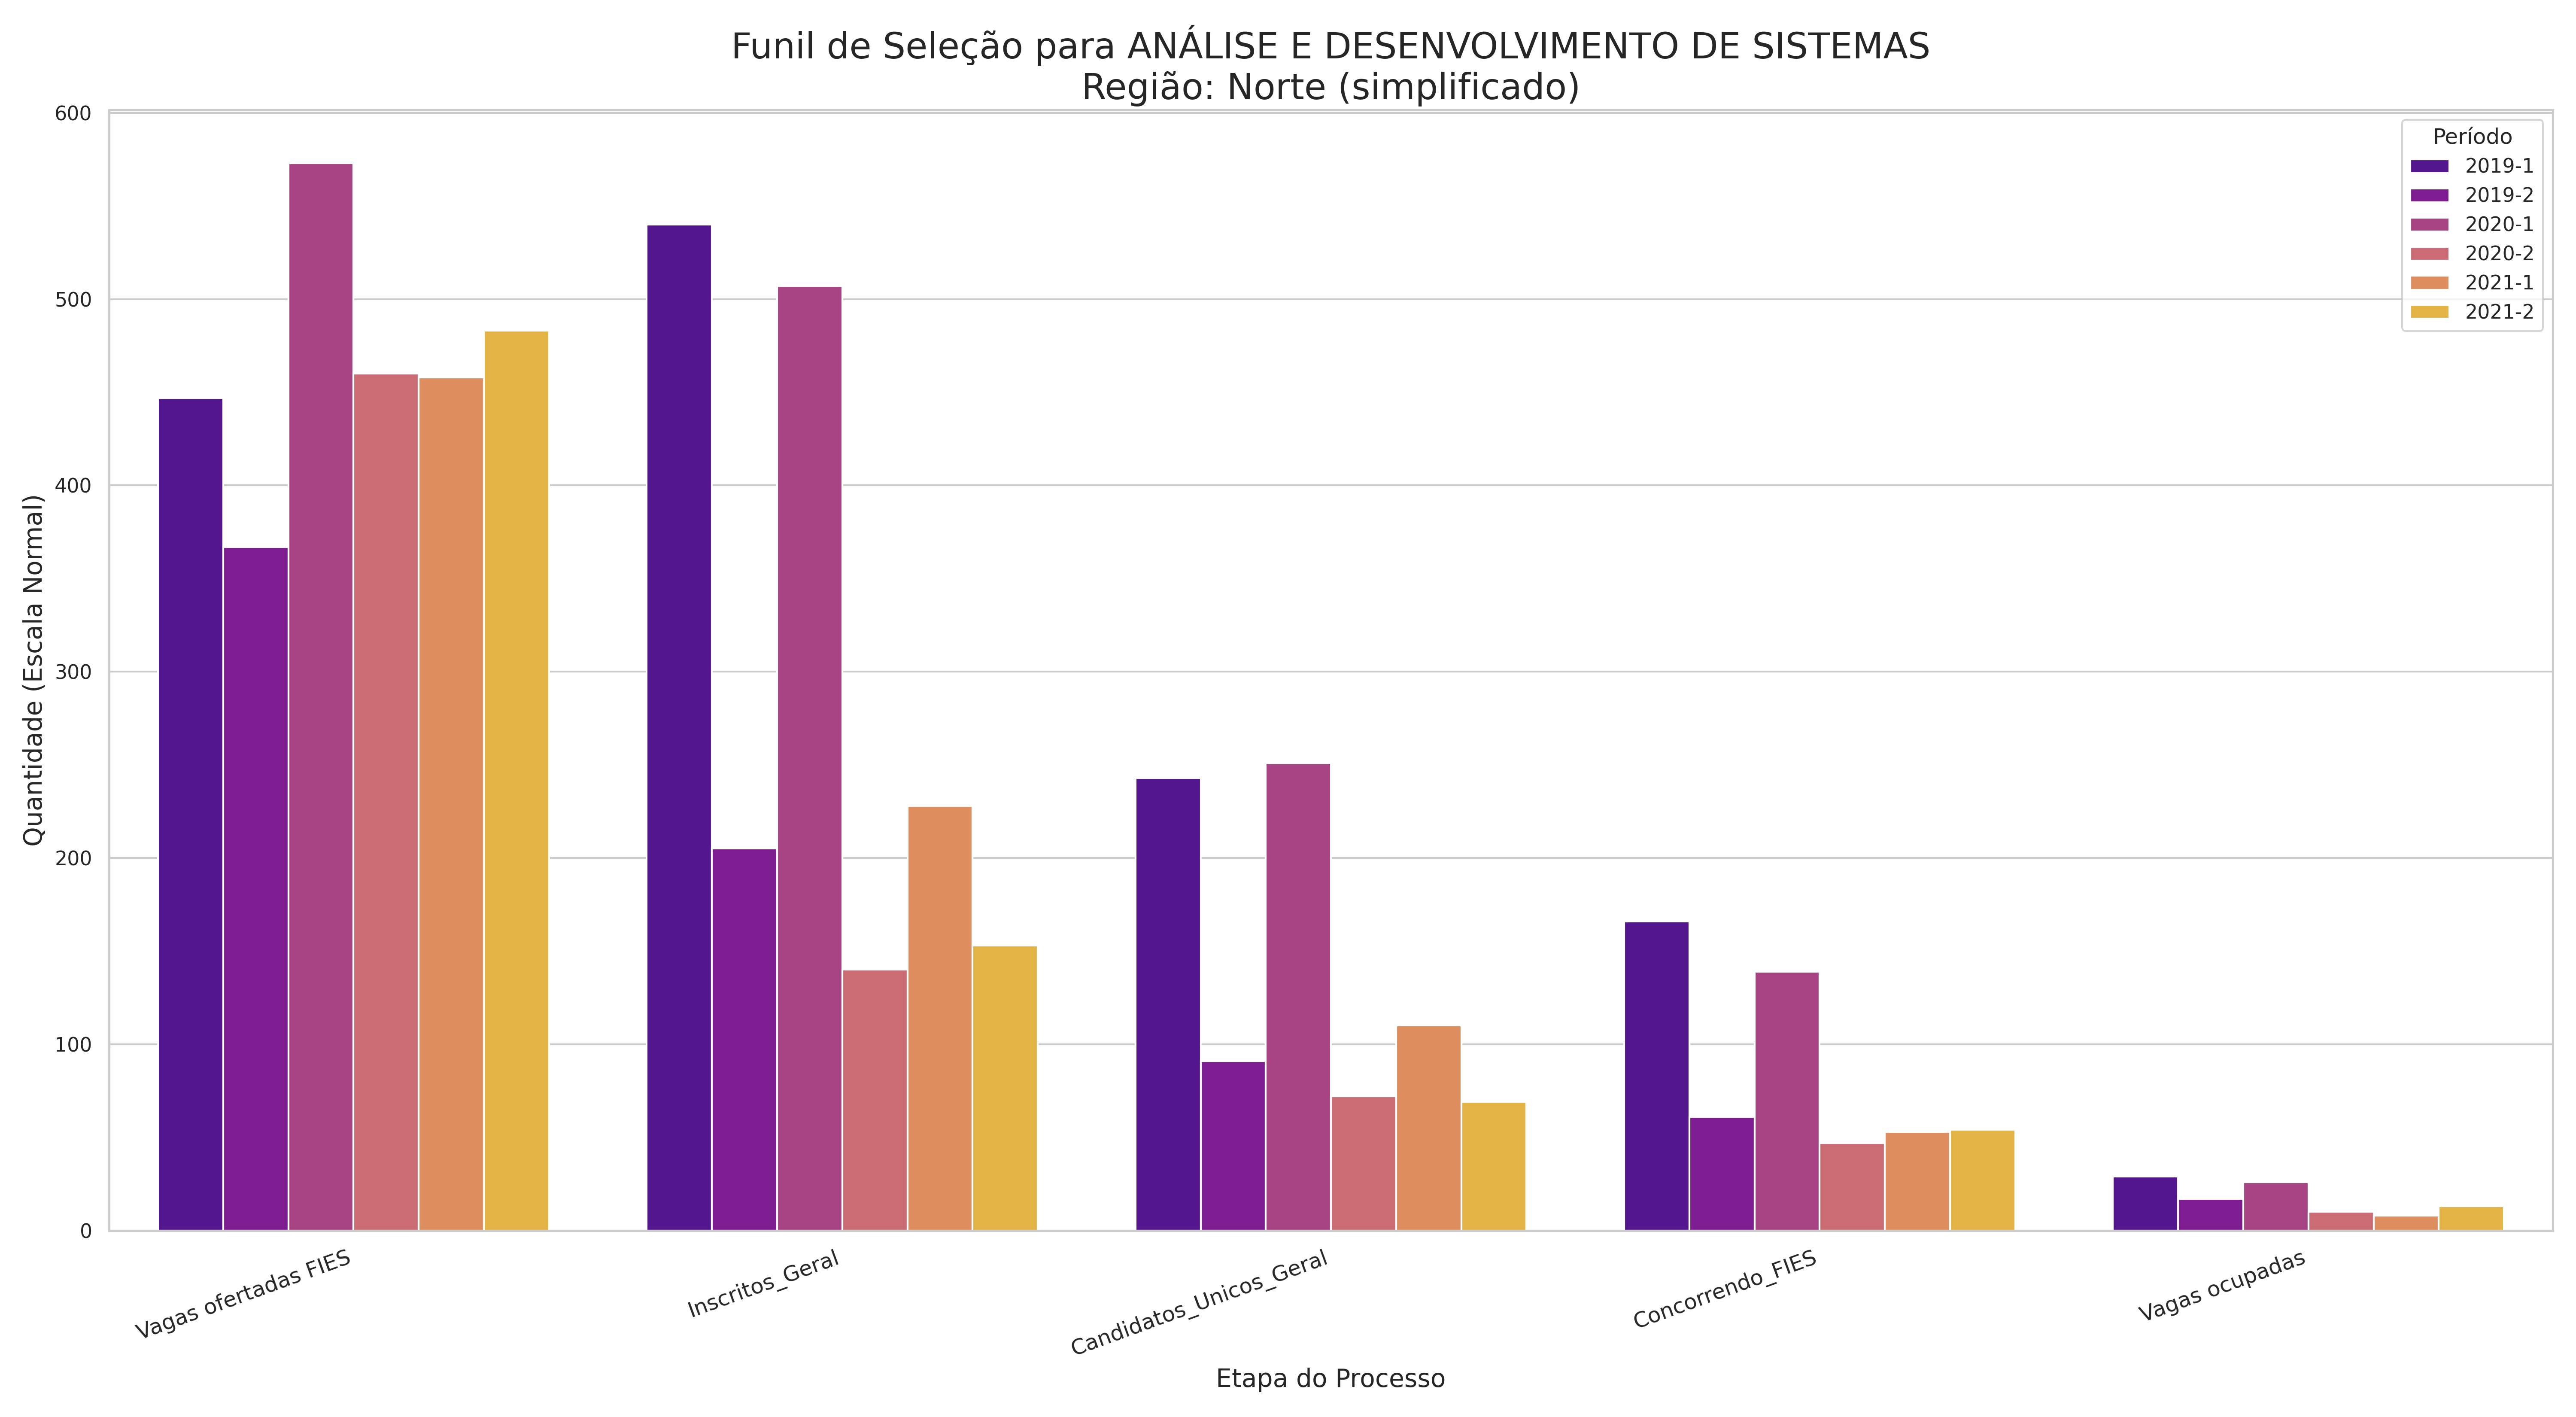 Funil de Seleção para ANÁLISE E DESENVOLVIMENTO DE SISTEMAS
Região: Norte (simplificado)
Quantidade (Escala Normal)
600
500
400
300
200
100
0
Período
2019-1
2019-2
2020-1
2020-2
2021-1
2021-2
Vagas ofertadas FIES
Inscritos_Geral
Candidatos_Unicos_Geral
Concorrendo_FIES
Vagas ocupadas
Etapa do Processo